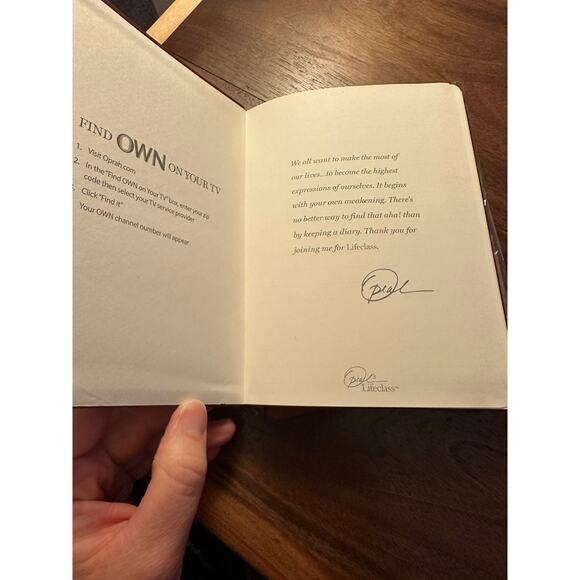 FIND OWN ON YOUR TV
1. Visit Oprah.com
2. In the "Find OWN on Your TV" box, enter your zip
code then select your TV service provider
Click "Find it"
Your OWN channel number will appear
We all want to make the most of
our lives...to become the highest
expressions of ourselves. It begins
with your own awakening. There's
no better way to find that aha! than
by keeping a diary. Thank you for
joining me for Lifeclass.
Oprah
Oprah's
Lifeclass™